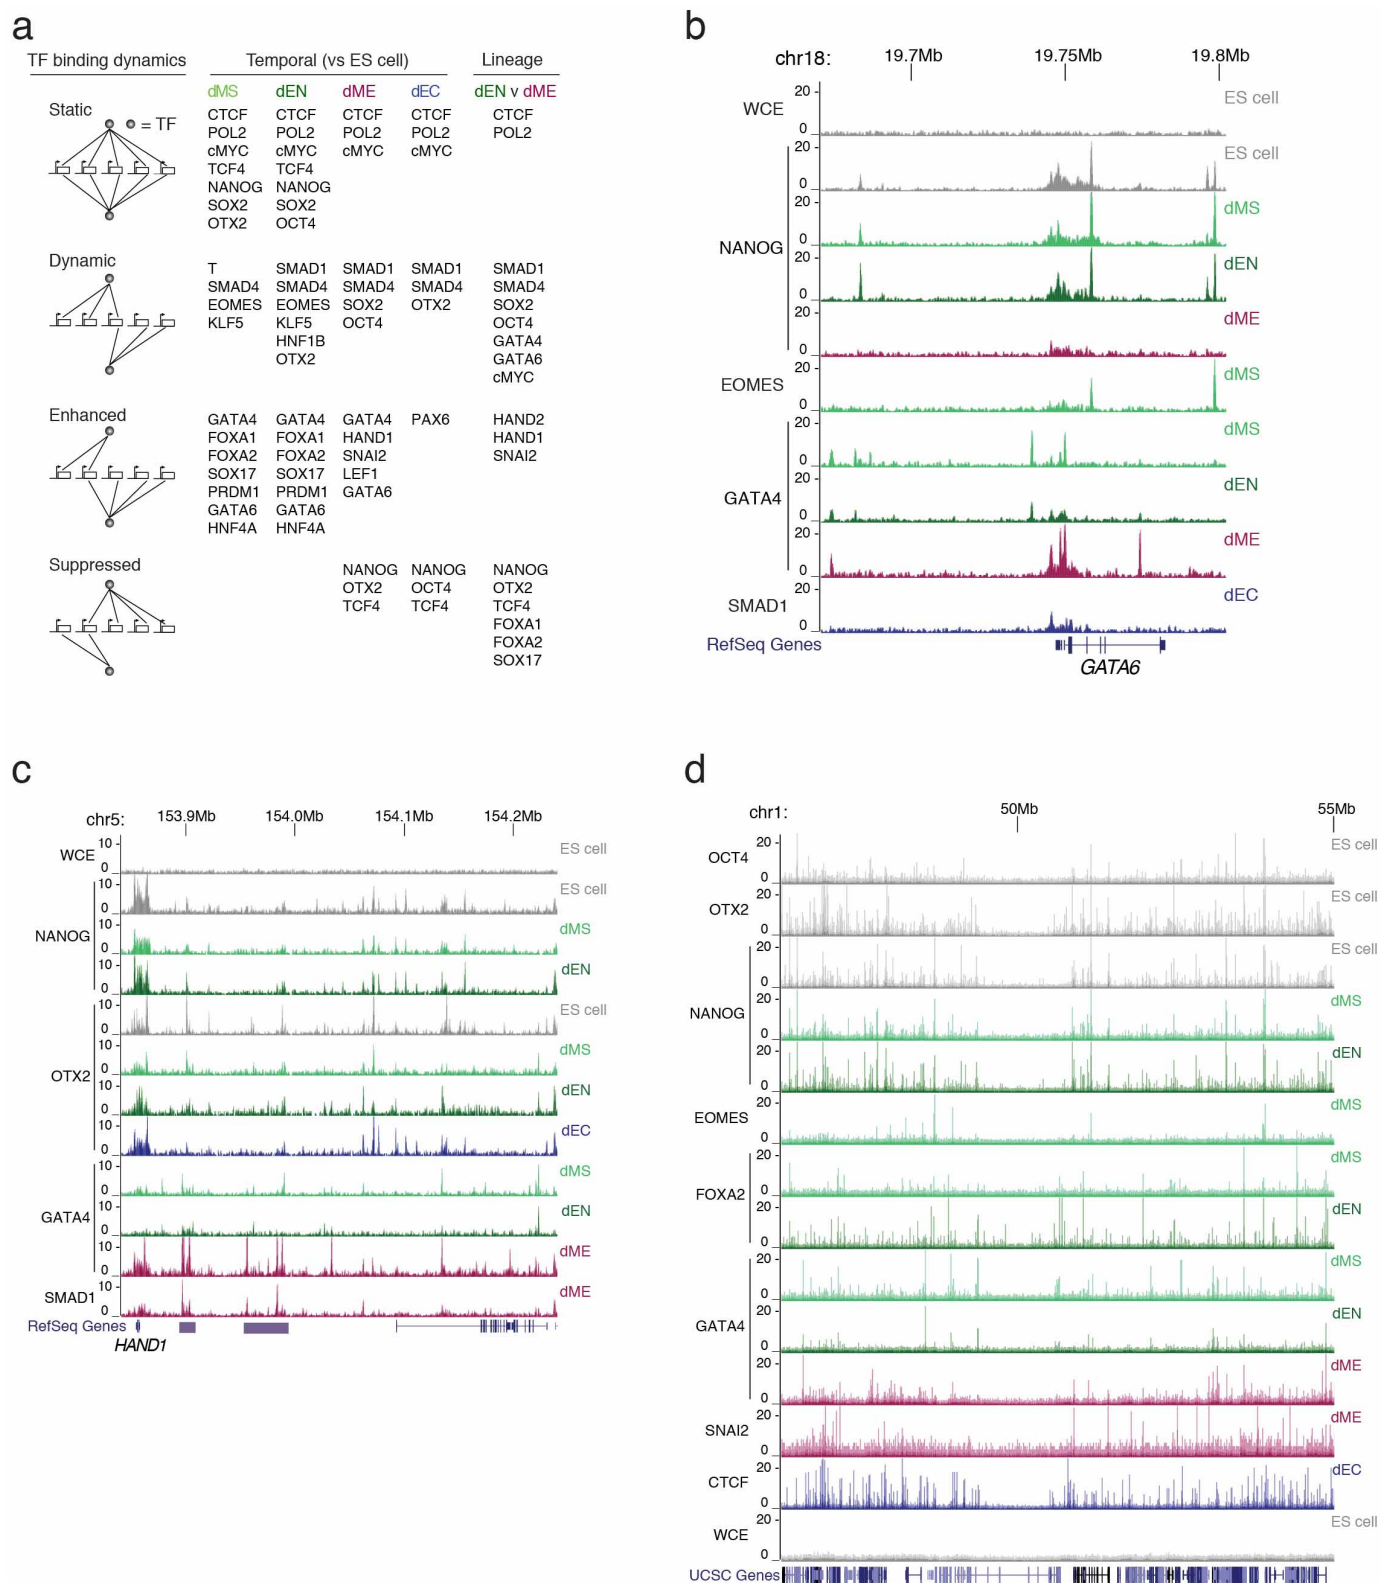 a
TF binding dynamics Temporal (vs ES cell) Lineage
dMS dEN dME dEC dEN v dME
Static
= TF
CTCF CTCF CTCF CTCF CTCF
POL2 POL2 POL2 POL2 POL2
cMYC cMYC cMYC cMYC
TCF4 TCF4
NANOG NANOG
SOX2 SOX2
OTX2 OCT4
Dynamic
T SMAD1 SMAD1 SMAD1 SMAD1
SMAD4 SMAD4 SMAD4 SMAD4 SMAD4
EOMES EOMES SOX2 OTX2 SOX2
KLF5 KLF5 OCT4 OCT4
HNF1B GATA4
OTX2 GATA6
cMYC
Enhanced
GATA4 GATA4 GATA4 PAX6 HAND2
FOXA1 FOXA1 HAND1 HAND1
FOXA2 FOXA2 SNAI2 SNAI2
SOX17 SOX17 LEF1
PRDM1 PRDM1 GATA6
GATA6 GATA6
HNF4A HNF4A
Suppressed
NANOG NANOG NANOG
OTX2 OCT4 OTX2
TCF4 TCF4 TCF4
FOXA1
FOXA2
SOX17
b
chr18: 19.7Mb 19.75Mb 19.8Mb
WCE 20 0 ES cell
NANOG
20 0 ES cell
20 0 dMS
20 0 dEN
20 0 dME
EOMES 20 0 dMS
GATA4
20 0 dMS
20 0 dEN
20 0 dME
SMAD1 20 0 dEC
RefSeq Genes
GATA6
c
chr5: 153.9Mb 154.0Mb 154.1Mb 154.2Mb
WCE 10 0 ES cell
NANOG
10 0 ES cell
10 0 dMS
10 0 dEN
OTX2
10 0 ES cell
10 0 dMS
10 0 dEN
10 0 dEC
GATA4
10 0 dMS
10 0 dEN
10 0 dME
SMAD1 10 0 dME
RefSeq Genes
HAND1
d
chr1: 50Mb 55Mb
OCT4 20 0 ES cell
OTX2 20 0 ES cell
NANOG
20 0 ES cell
20 0 dMS
20 0 dEN
EOMES 20 0 dMS
FOXA2
20 0 dMS
20 0 dEN
GATA4
20 0 dMS
20 0 dEN
20 0 dME
SNAI2 20 0 dME
CTCF 20 0 dEC
WCE 20 0 ES cell
UCSC Genes